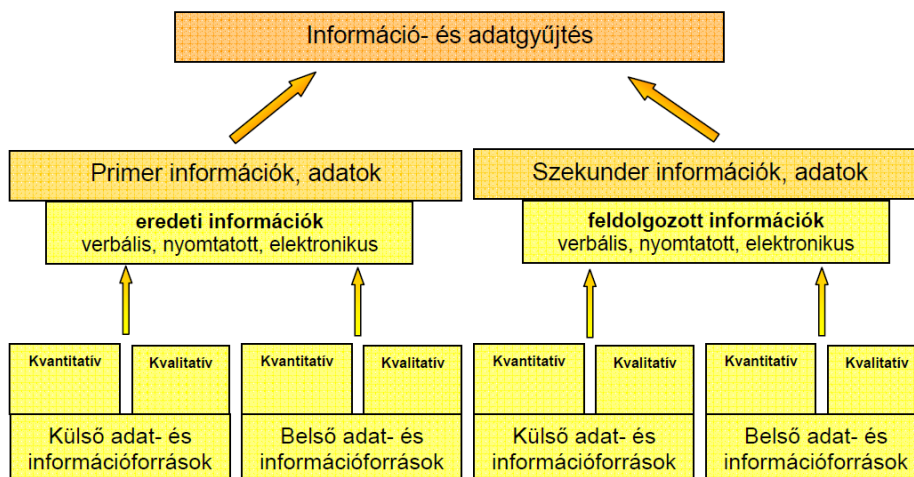 Információ- és adatgyűjtés
Primer információk, adatok
Szekunder információk, adatok
eredeti információk
verbális, nyomtatott, elektronikus
feldolgozott információk
verbális, nyomtatott, elektronikus
Kvantitatív
Kvalitatív
Kvantitatív
Kvalitatív
Kvantitatív
Kvalitatív
Kvantitatív
Kvalitatív
Külső adat- és
információforrások
Belső adat- és
információforrások
Külső adat- és
információforrások
Belső adat- és
információforrások